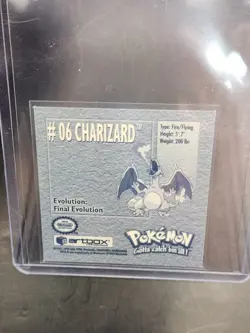 # 06 CHARIZARD
Type: Fire/Flying
Height: 5' 7"
Weight: 200 lbs
Evolution:
Final Evolution
artbox
POKéMON
Gotta catch 'em all!